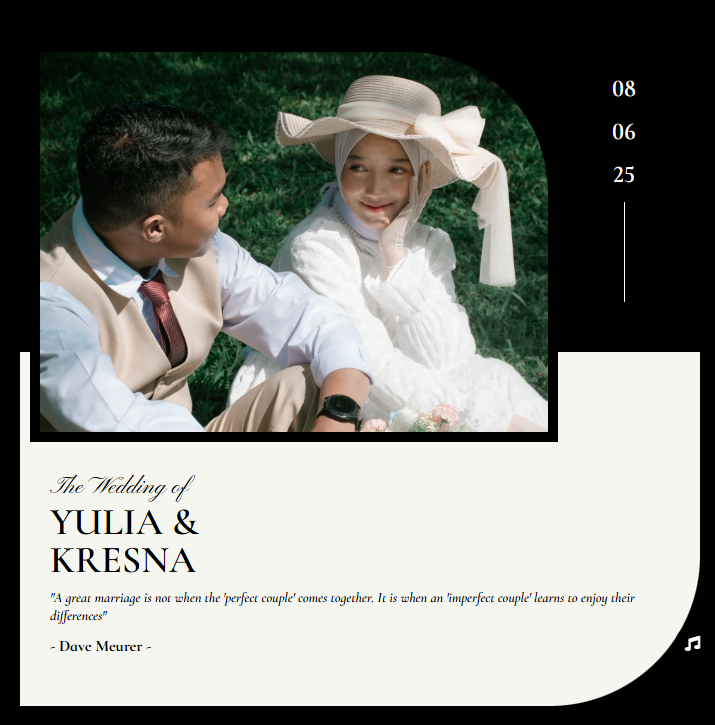 08
06
25
The Wedding of
YULIA &
KRESNA
"A great marriage is not when the 'perfect couple' comes together. It is when an 'imperfect couple' learns to enjoy their
differences"
- Dave Meurer -